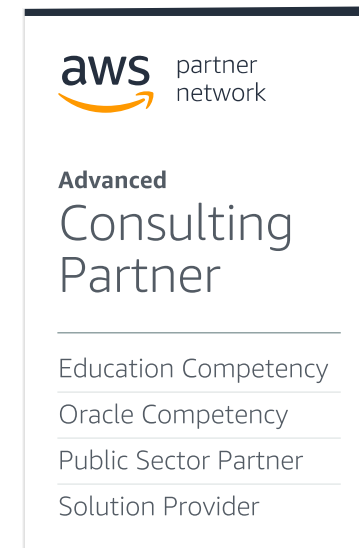 aws partner
network
Advanced
Consulting
Partner
Education Competency
Oracle Competency
Public Sector Partner
Solution Provider